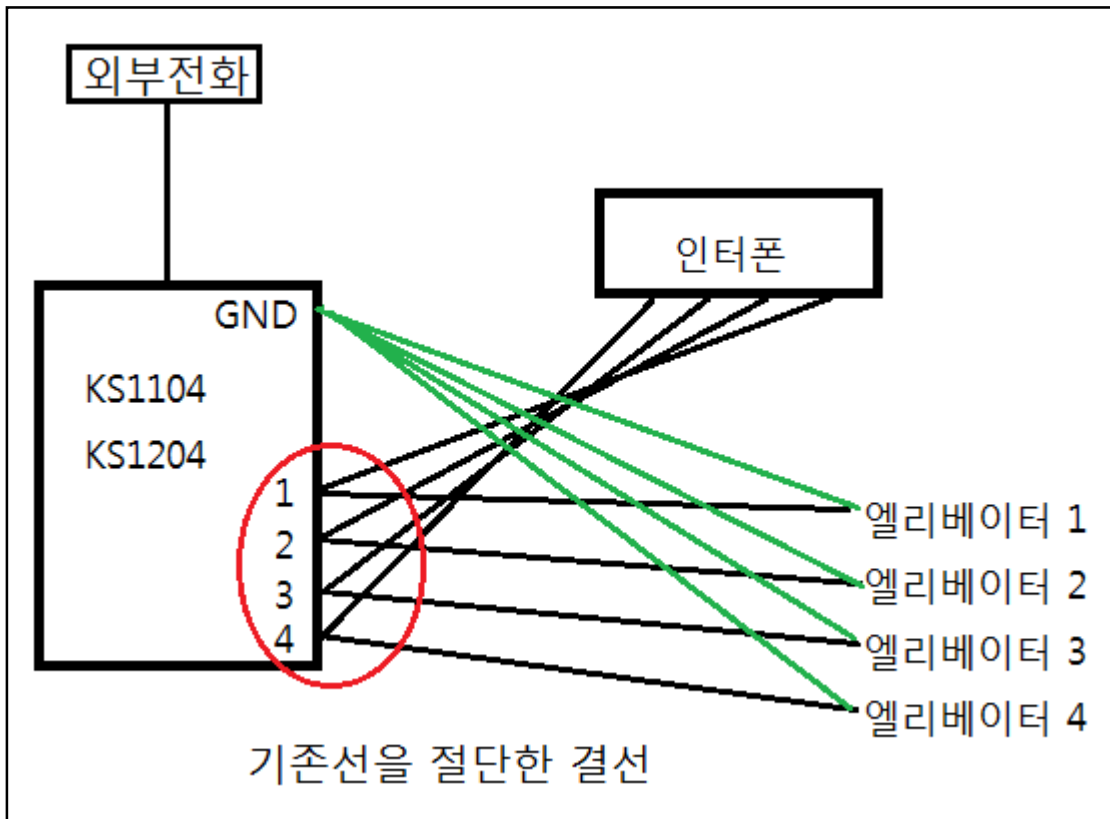 외부전화
인터폰
GND
KS1104
KS1204
1
2
3
4
엘리베이터 1
엘리베이터 2
엘리베이터 3
엘리베이터 4
기존선을 절단한 결선